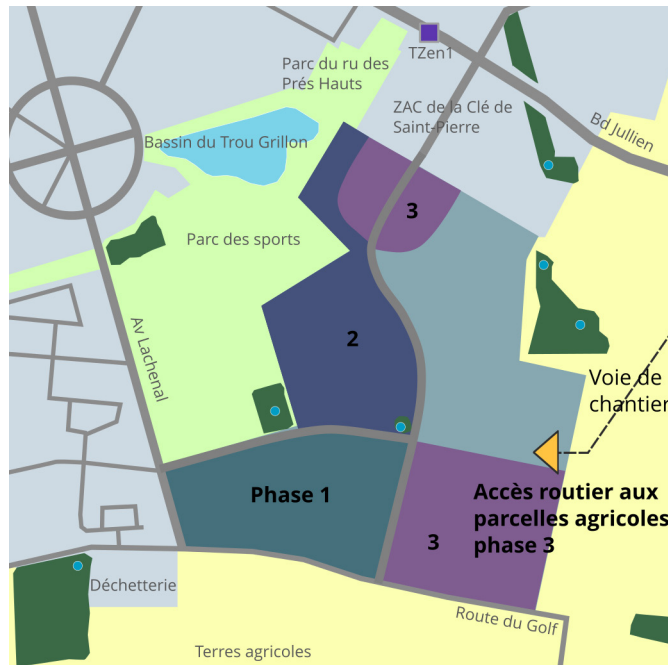 TZen1
Parc du ru des
Prés Hauts
ZAC de la Clé de
Saint-Pierre
Bd Jullien
Bassin du Trou Grillon
3
Parc des sports
Av Lachenal
2
Voie de
chantier
Phase 1
Accès routier aux
parcelles agricoles
phase 3
3
Déchetterie
Route du Golf
Terres agricoles